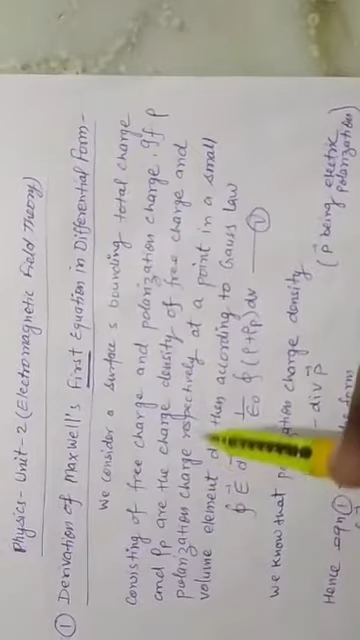 Physics - Unit - 2 (Electromagnetic Field Theory)
① Derivation of Maxwell's First Equation in Differential Form -
We consider a surface s bounding total charge
consisting of free charge and polarization charge. If ρ
and ρp are the charge density of free charge and
polarization charge respectively at a point in a small
volume element then according to Gauss law
∮ E⃗ d 1/ε0 ∮ (ρ+ρp) dv — ①
We know that charge density
- div P⃗ (P⃗ being electric polarization)
Hence eqn ① form